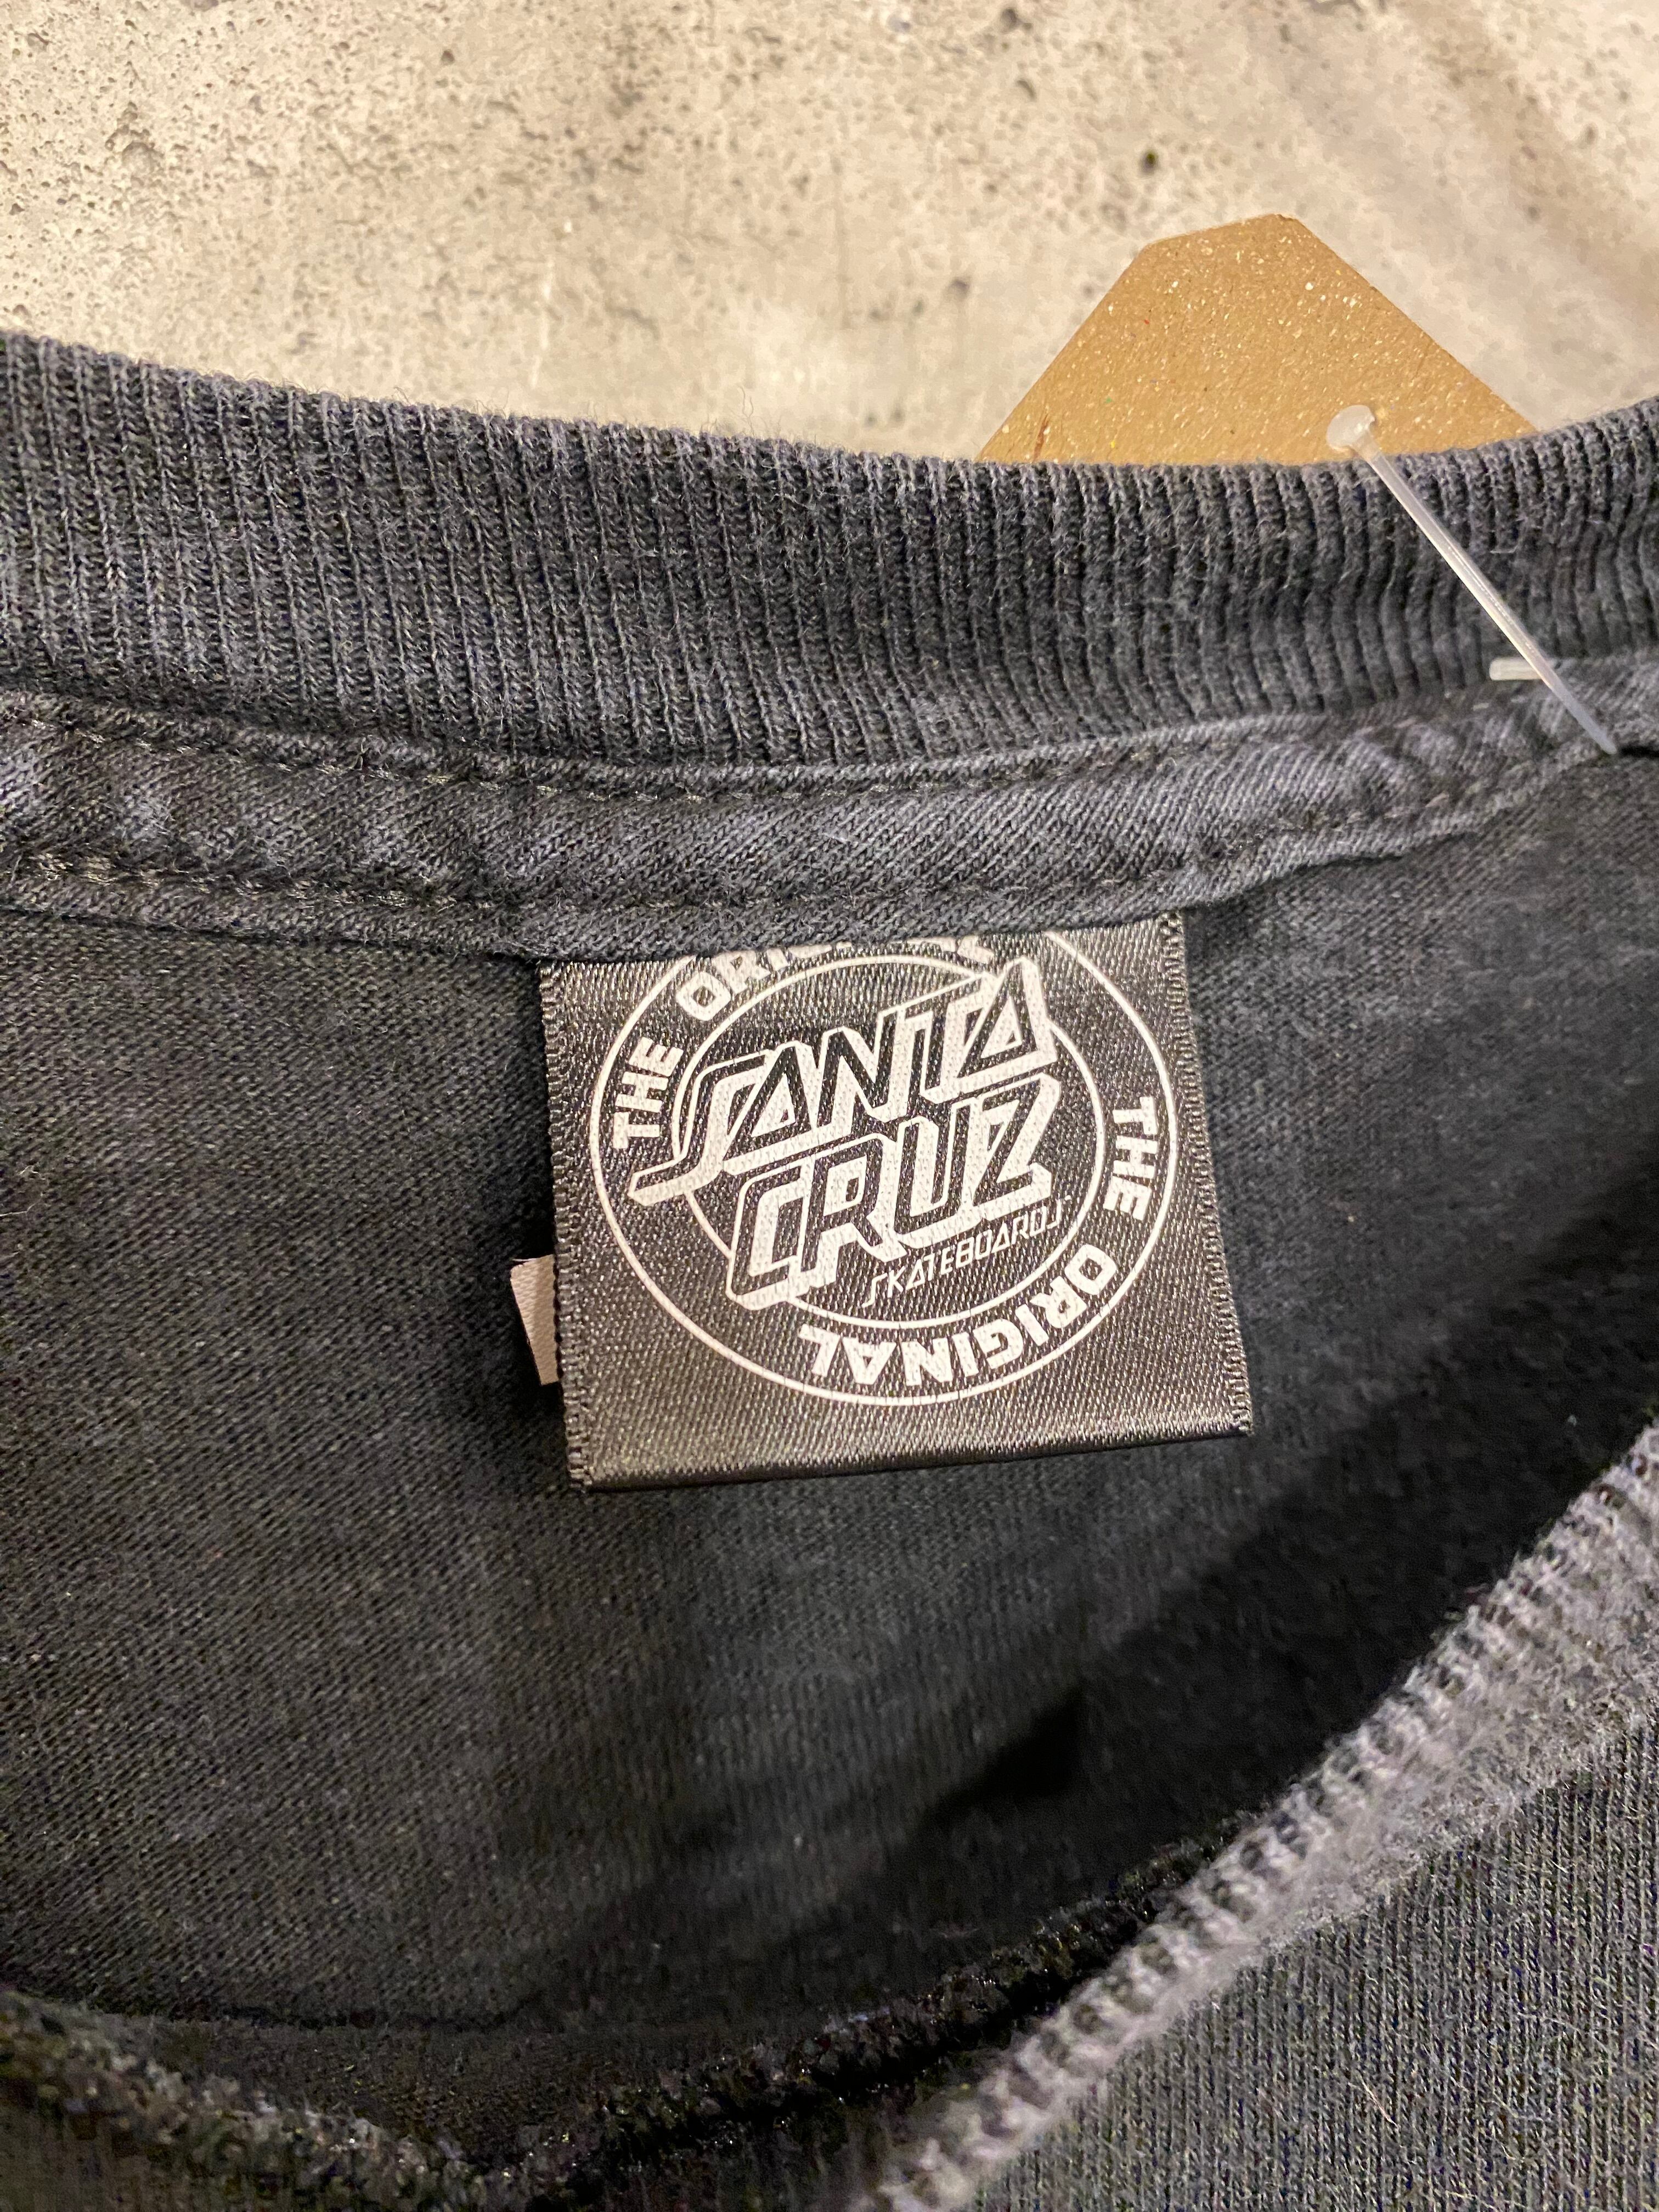 THE ORIGINAL
SANTA
CRUZ
SKATEBOARDS
THE ORIGINAL